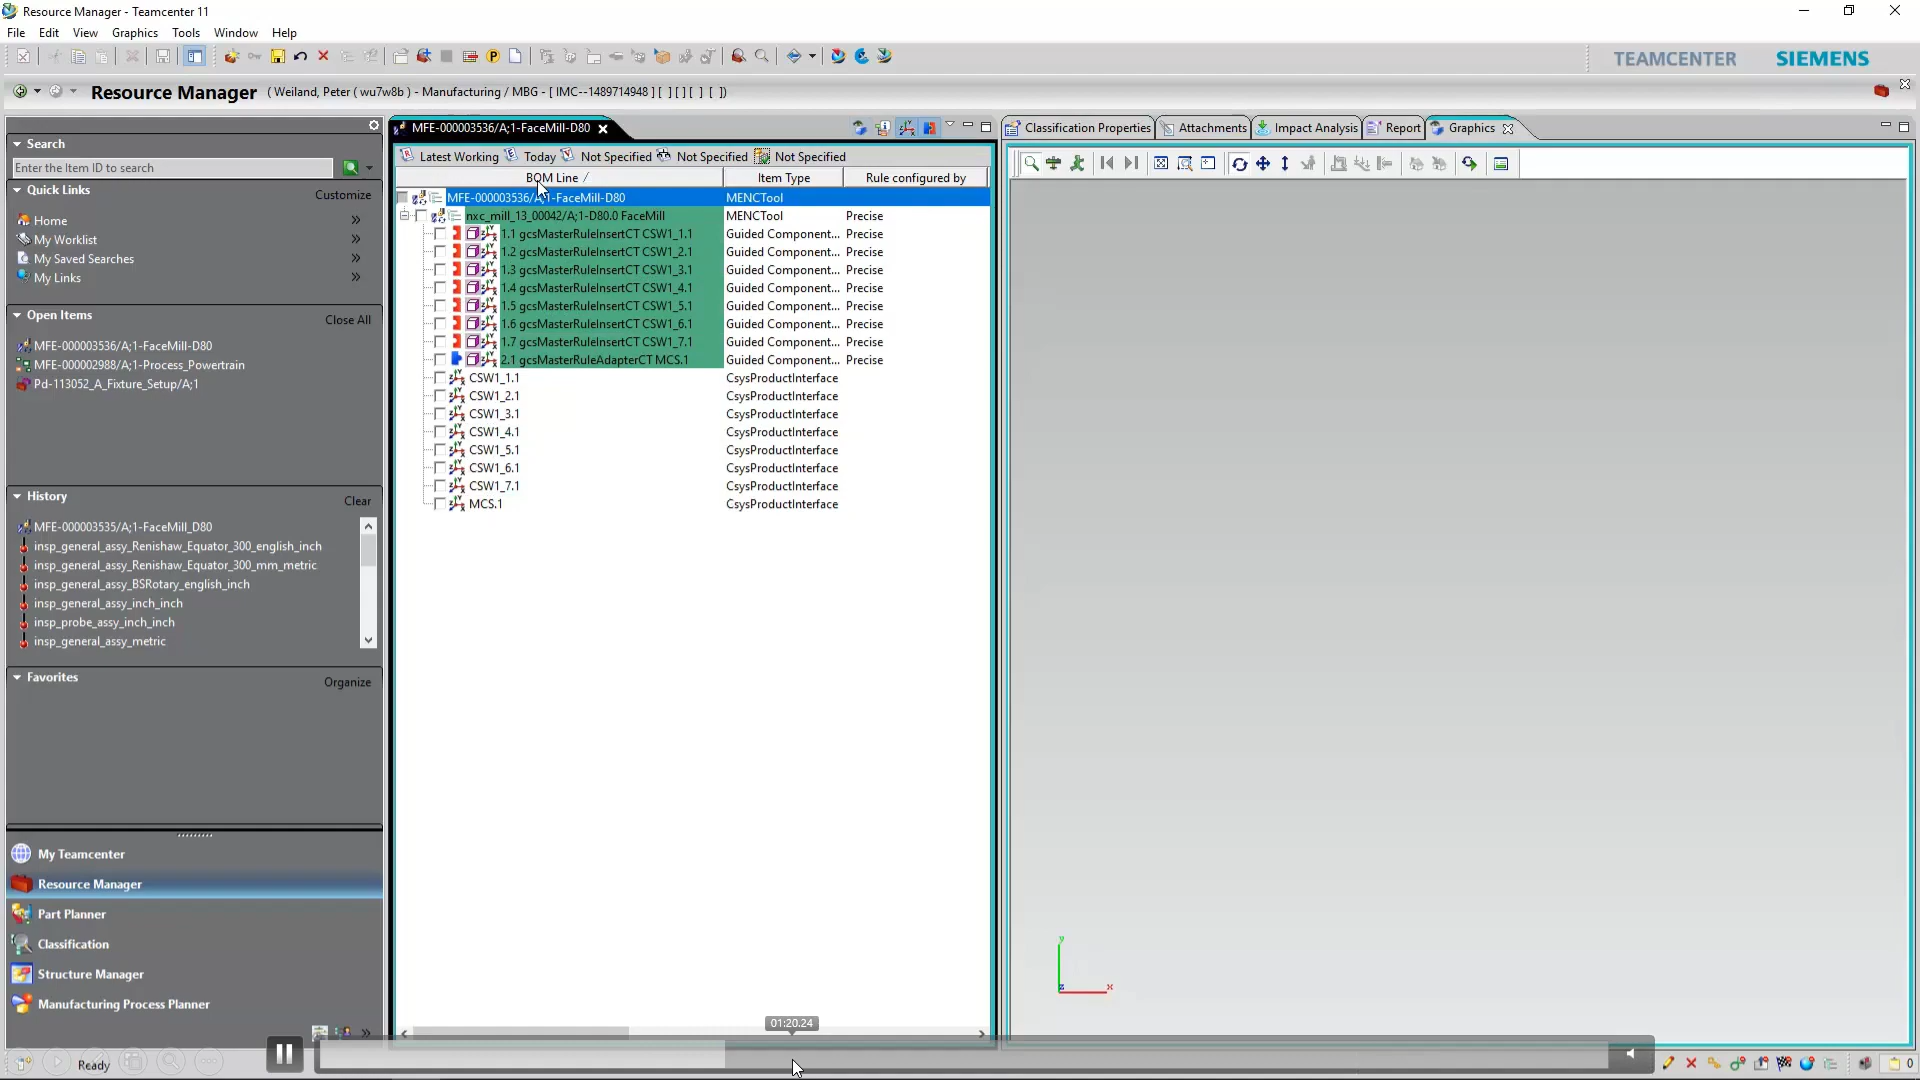 Resource Manager - Teamcenter 11
File Edit View Graphics Tools Window Help
TEAMCENTER SIEMENS
Resource Manager ( Weiland, Peter ( wu7w8b ) - Manufacturing / MBG - [ IMC--1489714948 ] [ ] [ ] [ ] [ ])
Search
Enter the Item ID to search
Quick Links
Customize
Home
My Worklist
My Saved Searches
My Links
Open Items
Close All
MFE-000003536/A;1-FaceMill-D80
MFE-000002988/A;1-Process_Powertrain
Pd-113052_A_Fixture_Setup/A;1
History
Clear
MFE-000003535/A;1-FaceMill_D80
insp_general_assy_Renishaw_Equator_300_english_inch
insp_general_assy_Renishaw_Equator_300_mm_metric
insp_general_assy_BSRotary_english_inch
insp_general_assy_inch_inch
insp_probe_assy_inch_inch
insp_general_assy_metric
Favorites
Organize
My Teamcenter
Resource Manager
Part Planner
Classification
Structure Manager
Manufacturing Process Planner
Ready
MFE-000003536/A;1-FaceMill-D80
Latest Working Today Not Specified Not Specified Not Specified
BOM Line / Item Type Rule configured by
MFE-000003536/A;1-FaceMill-D80 MENCTool
nxc_mill_13_00042/A;1-D80.0 FaceMill MENCTool Precise
1.1 gcsMasterRuleInsertCT CSW1_1.1 Guided Component... Precise
1.2 gcsMasterRuleInsertCT CSW1_2.1 Guided Component... Precise
1.3 gcsMasterRuleInsertCT CSW1_3.1 Guided Component... Precise
1.4 gcsMasterRuleInsertCT CSW1_4.1 Guided Component... Precise
1.5 gcsMasterRuleInsertCT CSW1_5.1 Guided Component... Precise
1.6 gcsMasterRuleInsertCT CSW1_6.1 Guided Component... Precise
1.7 gcsMasterRuleInsertCT CSW1_7.1 Guided Component... Precise
2.1 gcsMasterRuleAdapterCT MCS.1 Guided Component... Precise
CSW1_1.1 CsysProductInterface
CSW1_2.1 CsysProductInterface
CSW1_3.1 CsysProductInterface
CSW1_4.1 CsysProductInterface
CSW1_5.1 CsysProductInterface
CSW1_6.1 CsysProductInterface
CSW1_7.1 CsysProductInterface
MCS.1 CsysProductInterface
01:20.24
Classification Properties Attachments Impact Analysis Report Graphics
y
z x
0